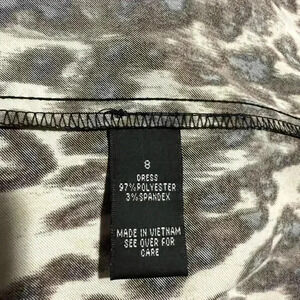 8
DRESS
97%POLYESTER
3%SPANDEX
MADE IN VIETNAM
SEE OVER FOR
CARE